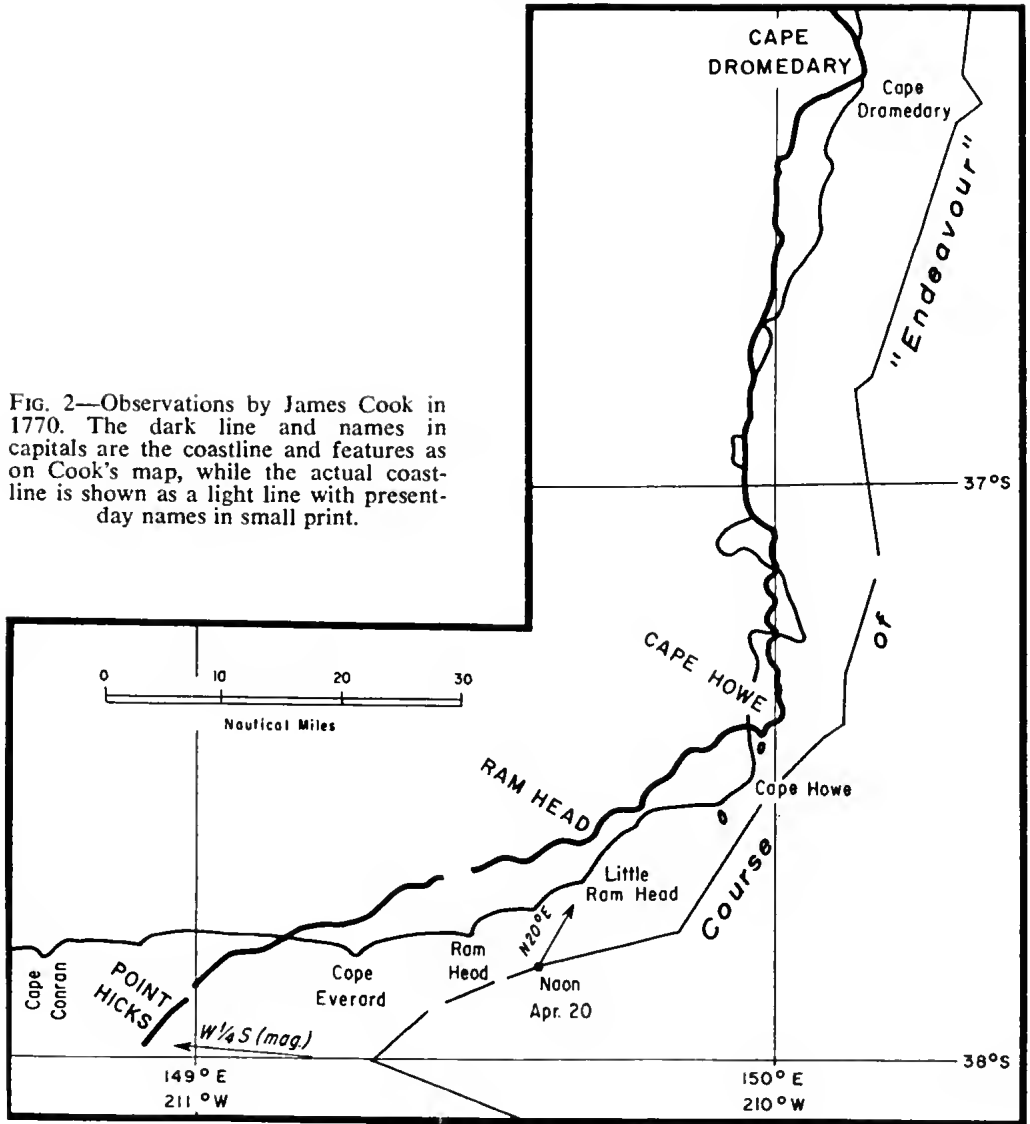 CAPE
DROMEDARY
Cape
Dramedary
"Endeavour"
FIG. 2—Observations by James Cook in
1770. The dark line and names in
capitals are the coastline and features as
on Cook's map, while the actual coast-
line is shown as a light line with present-
day names in small print.
37°S
of
CAPE HOWE
0 10 20 30
Nautical Miles
RAM HEAD
Cape Howe
Little
Ram Head
Course
N20°E
Ram
Head
Cape
Everard
Cape
Conran
POINT
HICKS
Noon
Apr. 20
W¼S (mag.)
38°S
149°E
211°W
150°E
210°W